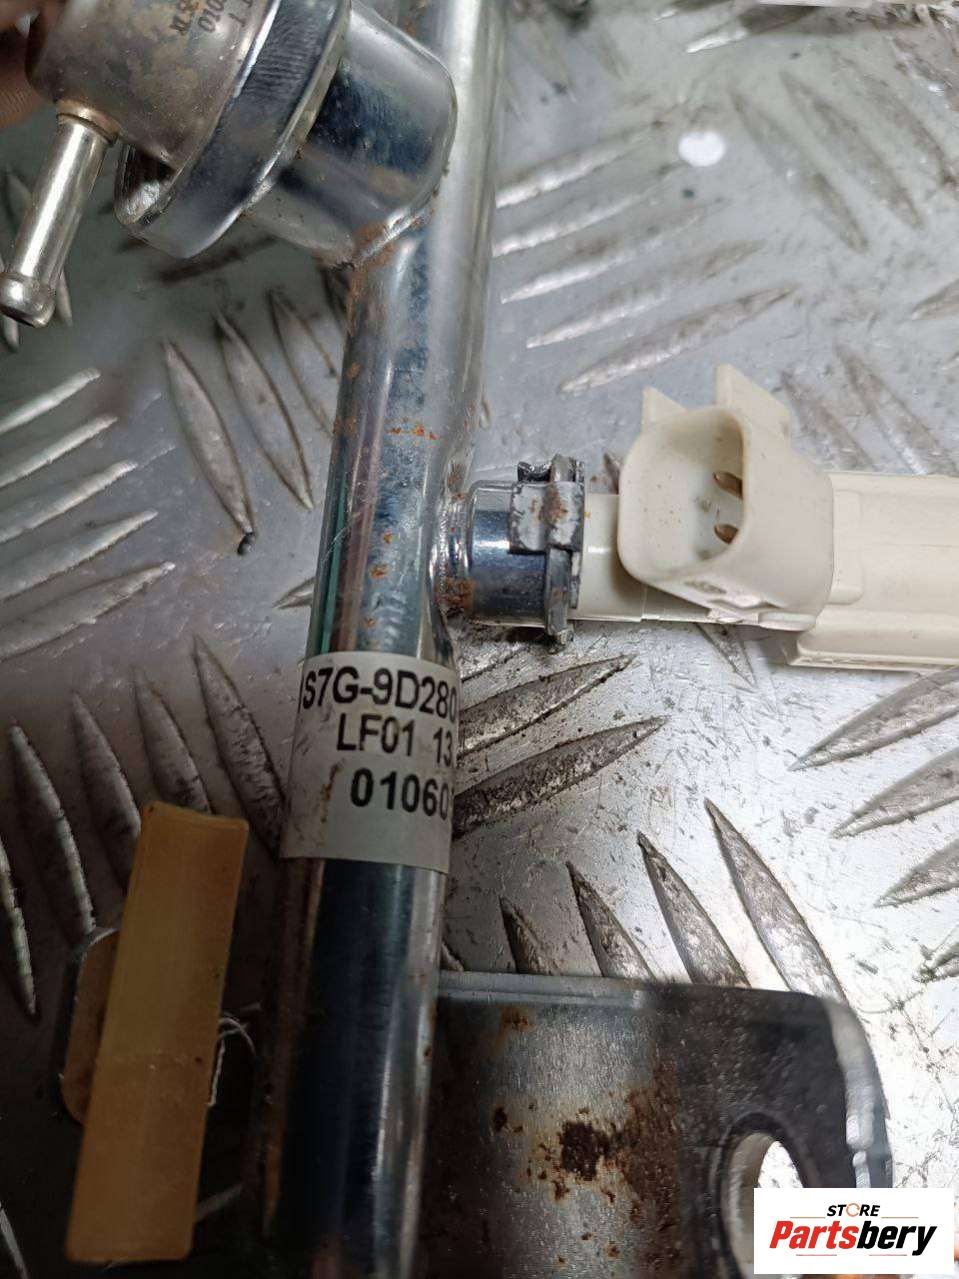 S7G-9D280
LF01 13
01060
STORE
Partsbery